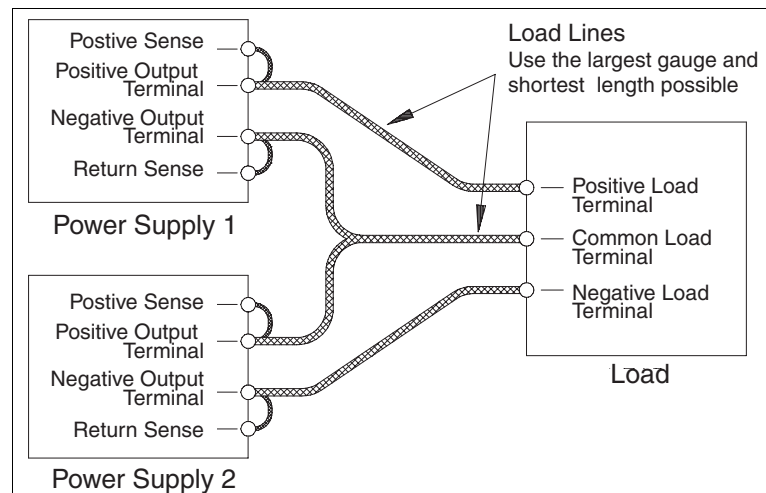 Postive Sense
Positive Output
Terminal
Negative Output
Terminal
Return Sense
Power Supply 1
Load Lines
Use the largest gauge and
shortest length possible
Positive Load
Terminal
Common Load
Terminal
Negative Load
Terminal
Load
Postive Sense
Positive Output
Terminal
Negative Output
Terminal
Return Sense
Power Supply 2